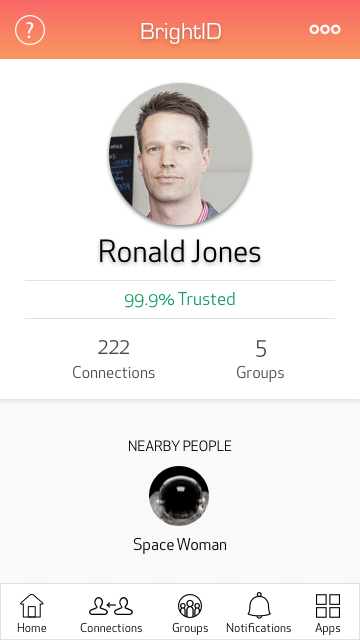 ?
BrightID
Ronald Jones
99.9% Trusted
222
Connections
5
Groups
NEARBY PEOPLE
Space Woman
Home
Connections
Groups
Notifications
Apps